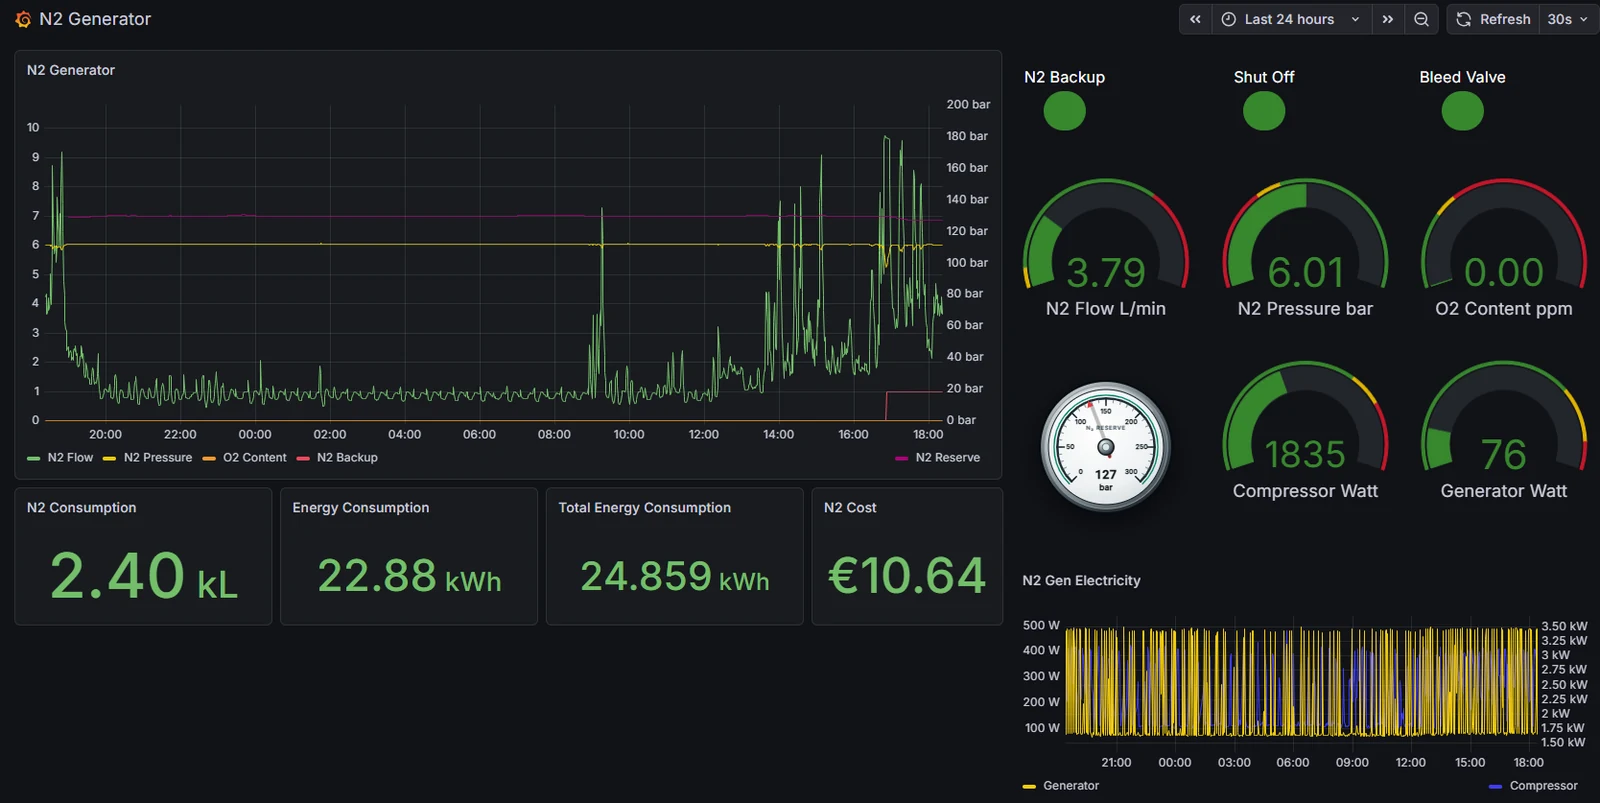 N2 Generator
Last 24 hours
Refresh
30s
N2 Generator
200 bar
180 bar
160 bar
140 bar
120 bar
100 bar
80 bar
60 bar
40 bar
20 bar
0 bar
10
9
8
7
6
5
4
3
2
1
0
20:00 22:00 00:00 02:00 04:00 06:00 08:00 10:00 12:00 14:00 16:00 18:00
N2 Flow N2 Pressure O2 Content N2 Backup N2 Reserve
N2 Consumption
2.40 kL
Energy Consumption
22.88 kWh
Total Energy Consumption
24.859 kWh
N2 Cost
€10.64
N2 Backup Shut Off Bleed Valve
3.79
N2 Flow L/min
6.01
N2 Pressure bar
0.00
O2 Content ppm
0 50 100 150 200 250 300
N₂ RESERVE
127
bar
1835
Compressor Watt
76
Generator Watt
N2 Gen Electricity
500 W
400 W
300 W
200 W
100 W
3.50 kW
3.25 kW
3 kW
2.75 kW
2.50 kW
2.25 kW
2 kW
1.75 kW
1.50 kW
21:00 00:00 03:00 06:00 09:00 12:00 15:00 18:00
Generator Compressor